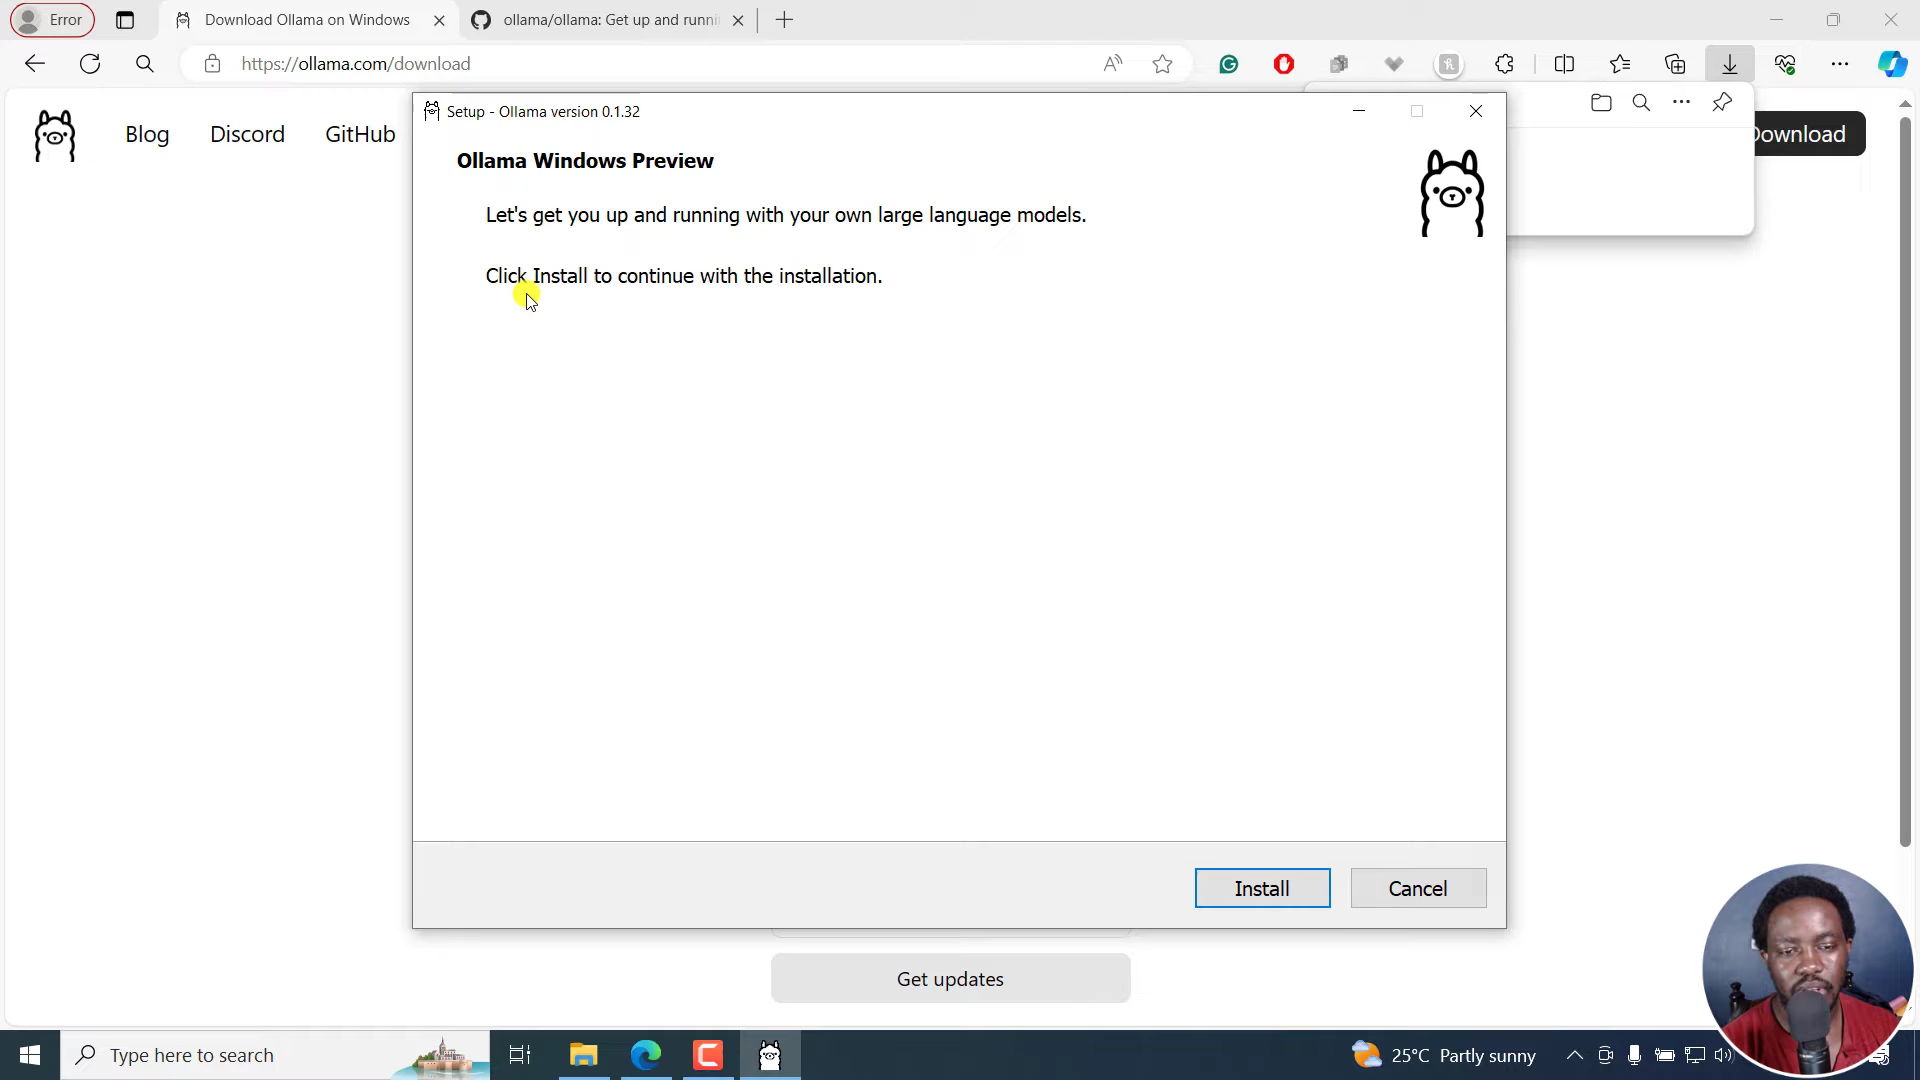 Error
Download Ollama on Windows
ollama/ollama: Get up and runni
https://ollama.com/download
Setup - Ollama version 0.1.32
Blog
Discord
GitHub
Download
Ollama Windows Preview
Let's get you up and running with your own large language models.
Click Install to continue with the installation.
Install
Cancel
Get updates
Type here to search
25°C Partly sunny